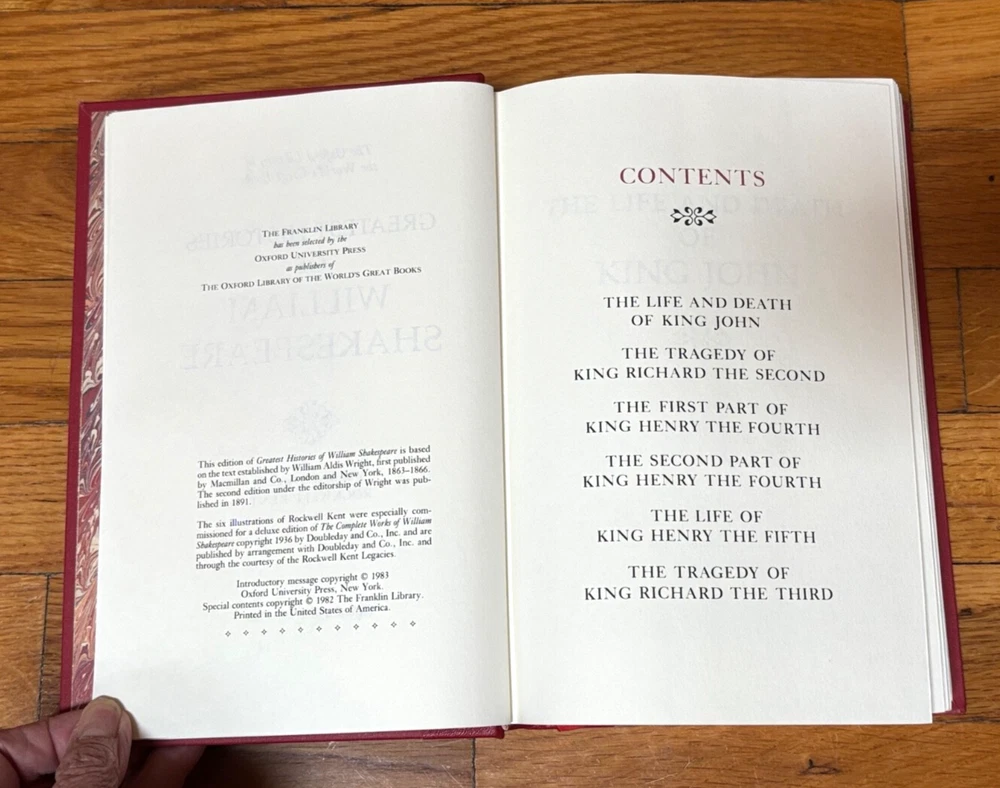 THE FRANKLIN LIBRARY
has been selected by the
OXFORD UNIVERSITY PRESS
as publishers of
THE OXFORD LIBRARY OF THE WORLD'S GREAT BOOKS
This edition of Greatest Histories of William Shakespeare is based
on the text established by William Aldis Wright, first published
by Macmillan and Co., London and New York, 1863–1866.
The second edition under the editorship of Wright was pub-
lished in 1891.
The six illustrations of Rockwell Kent were especially com-
missioned for a deluxe edition of The Complete Works of William
Shakespeare copyright 1936 by Doubleday and Co., Inc. and are
published by arrangement with Doubleday and Co., Inc. and
through the courtesy of the Rockwell Kent Legacies.
Introductory message copyright © 1983
Oxford University Press, New York.
Special contents copyright © 1982 The Franklin Library.
Printed in the United States of America.
CONTENTS
THE LIFE AND DEATH
OF KING JOHN
THE TRAGEDY OF
KING RICHARD THE SECOND
THE FIRST PART OF
KING HENRY THE FOURTH
THE SECOND PART OF
KING HENRY THE FOURTH
THE LIFE OF
KING HENRY THE FIFTH
THE TRAGEDY OF
KING RICHARD THE THIRD